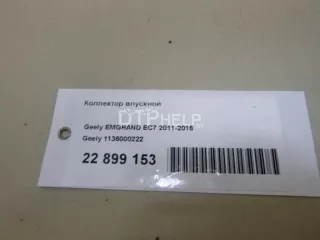 Коллектор впускной
DTPHELP
Geely EMGRAND EC7 2011-2016
Geely 1136000222
22 899 153